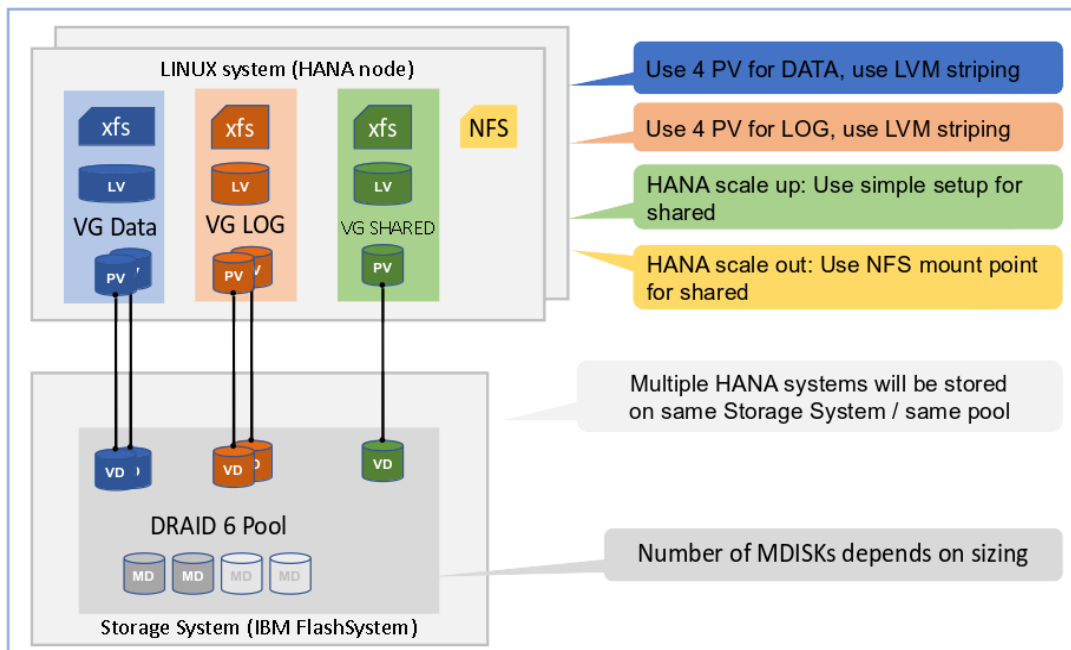 LINUX system (HANA node)
xfs
xfs
xfs
NFS
LV
LV
LV
VG Data
VG LOG
VG SHARED
PV
PV
PV
Use 4 PV for DATA, use LVM striping
Use 4 PV for LOG, use LVM striping
HANA scale up: Use simple setup for
shared
HANA scale out: Use NFS mount point
for shared
Multiple HANA systems will be stored
on same Storage System / same pool
VD
VD
VD
DRAID 6 Pool
MD
MD
MD
MD
Number of MDISKs depends on sizing
Storage System (IBM FlashSystem)